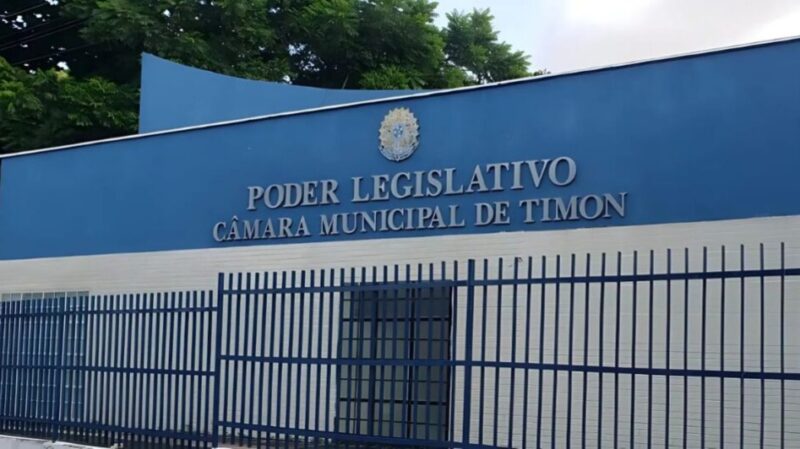 PODER LEGISLATIVO
CÂMARA MUNICIPAL DE TIMON